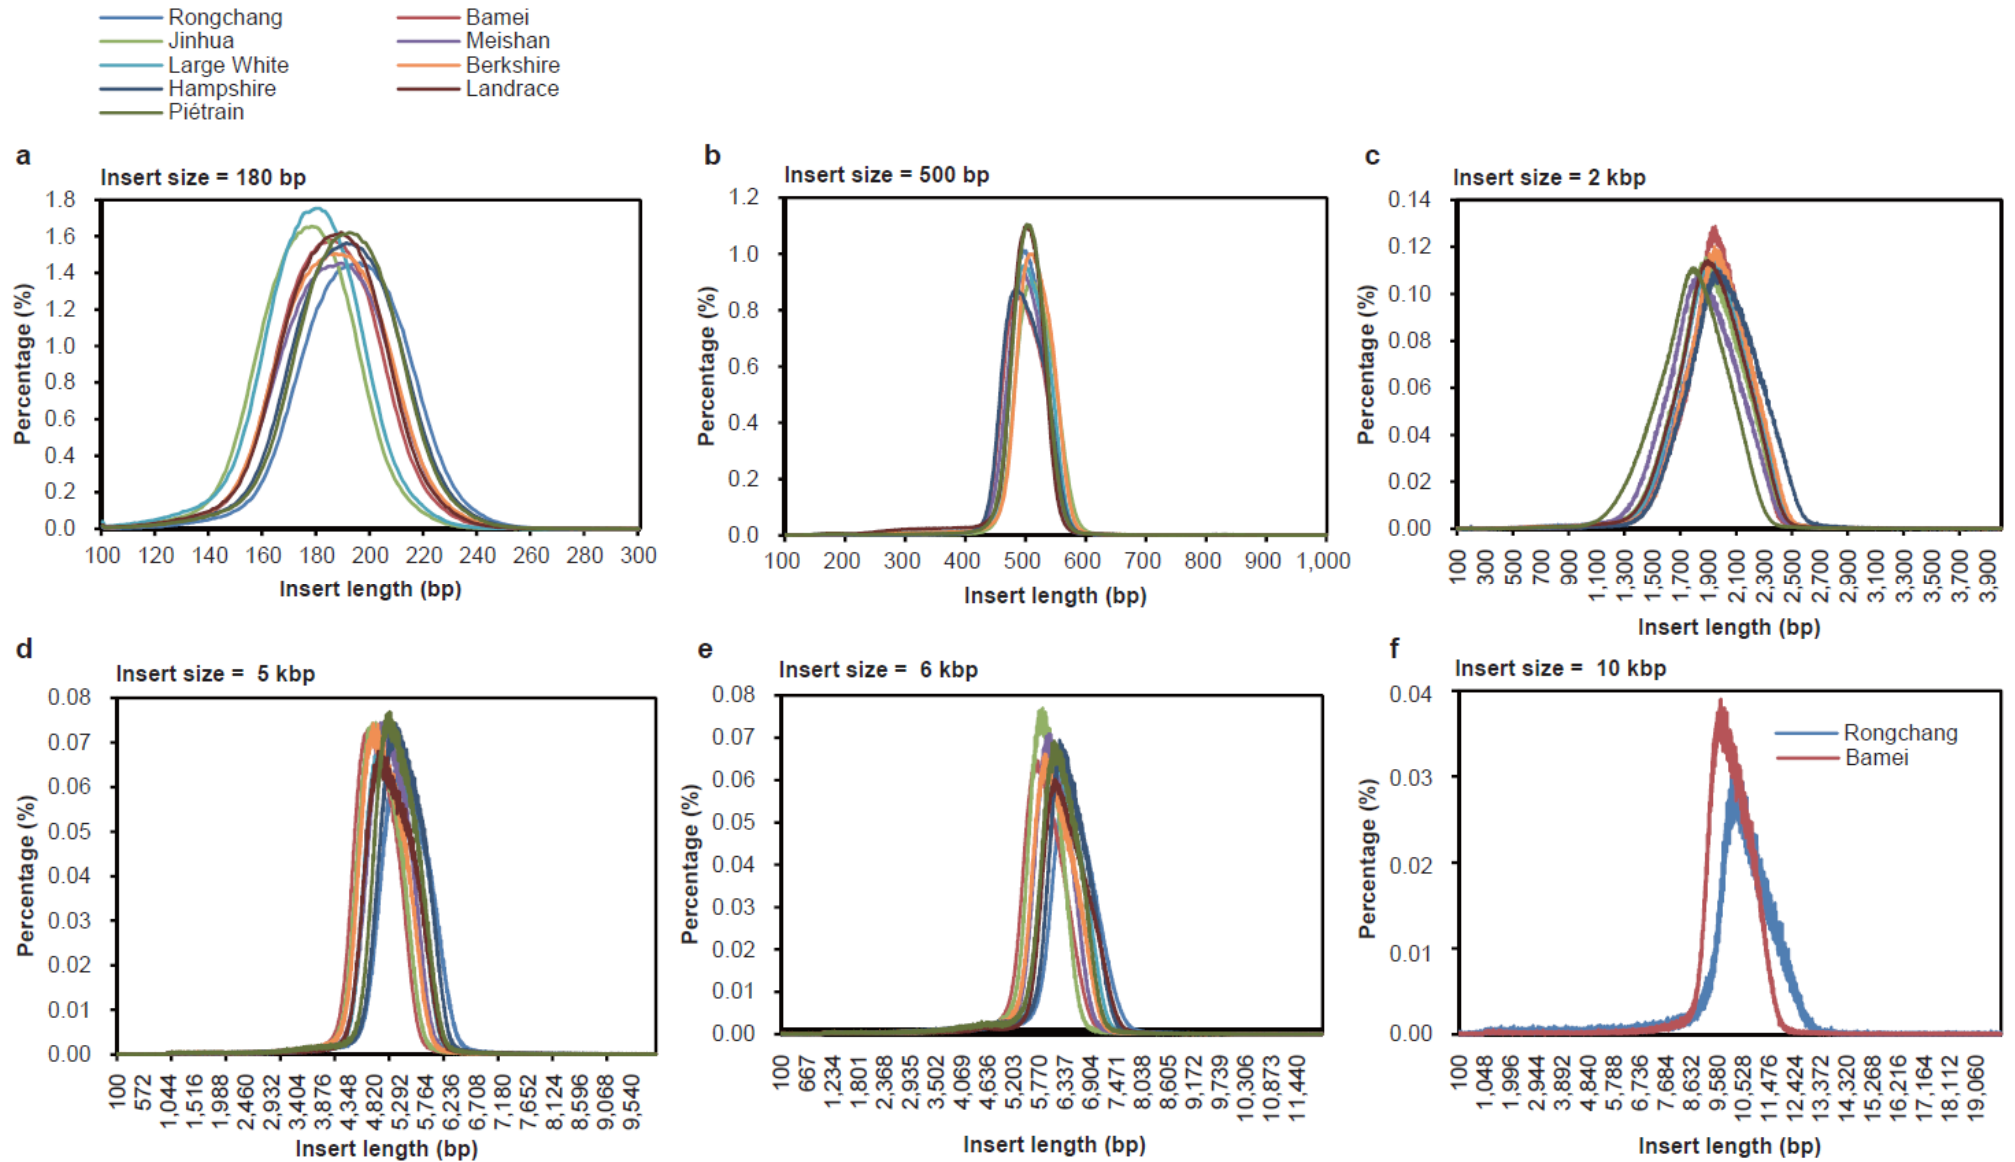 Rongchang Bamei
Jinhua Meishan
Large White Berkshire
Hampshire Landrace
Piétrain
a
Insert size = 180 bp
Percentage (%)
1.8
1.6
1.4
1.2
1.0
0.8
0.6
0.4
0.2
0.0
100 120 140 160 180 200 220 240 260 280 300
Insert length (bp)
b
Insert size = 500 bp
Percentage (%)
1.2
1.0
0.8
0.6
0.4
0.2
0.0
100 200 300 400 500 600 700 800 900 1,000
Insert length (bp)
c
Insert size = 2 kbp
Percentage (%)
0.14
0.12
0.10
0.08
0.06
0.04
0.02
0.00
100 300 500 700 900 1,100 1,300 1,500 1,700 1,900 2,100 2,300 2,500 2,700 2,900 3,100 3,300 3,500 3,700 3,900
Insert length (bp)
d
Insert size = 5 kbp
Percentage (%)
0.08
0.07
0.06
0.05
0.04
0.03
0.02
0.01
0.00
100 572 1,044 1,516 1,988 2,460 2,932 3,404 3,876 4,348 4,820 5,292 5,764 6,236 6,708 7,180 7,652 8,124 8,596 9,068 9,540
Insert length (bp)
e
Insert size = 6 kbp
Percentage (%)
0.08
0.07
0.06
0.05
0.04
0.03
0.02
0.01
0.00
100 667 1,234 1,801 2,368 2,935 3,502 4,069 4,636 5,203 5,770 6,337 6,904 7,471 8,038 8,605 9,172 9,739 10,306 10,873 11,440
Insert length (bp)
f
Insert size = 10 kbp
Rongchang
Bamei
Percentage (%)
0.04
0.03
0.02
0.01
0.00
100 1,048 1,996 2,944 3,892 4,840 5,788 6,736 7,684 8,632 9,580 10,528 11,476 12,424 13,372 14,320 15,268 16,216 17,164 18,112 19,060
Insert length (bp)